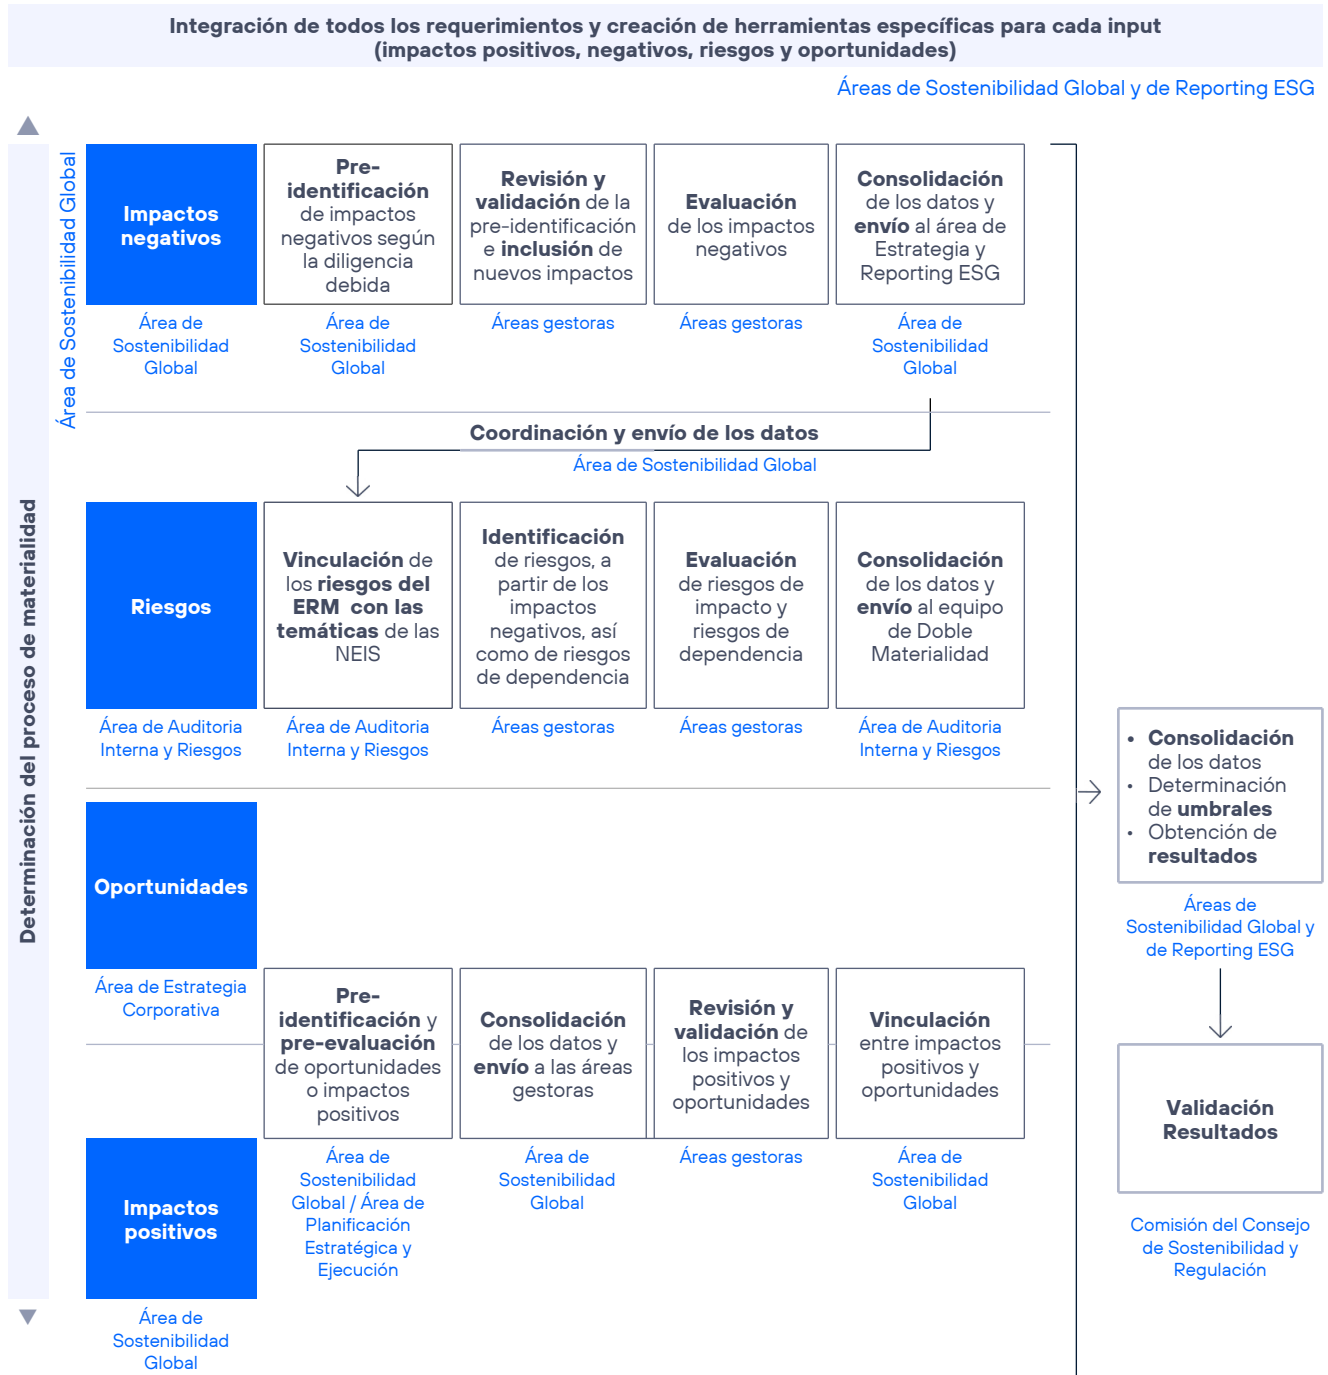 Integración de todos los requerimientos y creación de herramientas específicas para cada input
(impactos positivos, negativos, riesgos y oportunidades)
Áreas de Sostenibilidad Global y de Reporting ESG
Determinación del proceso de materialidad
Área de Sostenibilidad Global
Impactos
negativos
Área de
Sostenibilidad
Global
Pre-
identificación
de impactos
negativos según
la diligencia
debida
Área de
Sostenibilidad
Global
Revisión y
validación de la
pre-identificación
e inclusión de
nuevos impactos
Áreas gestoras
Evaluación
de los impactos
negativos
Áreas gestoras
Consolidación
de los datos y
envío al área de
Estrategia y
Reporting ESG
Área de
Sostenibilidad
Global
Coordinación y envío de los datos
Área de Sostenibilidad Global
Riesgos
Área de Auditoria
Interna y Riesgos
Vinculación de
los riesgos del
ERM con las
temáticas de las
NEIS
Área de Auditoria
Interna y Riesgos
Identificación
de riesgos, a
partir de los
impactos
negativos, así
como de riesgos
de dependencia
Áreas gestoras
Evaluación
de riesgos de
impacto y
riesgos de
dependencia
Áreas gestoras
Consolidación
de los datos y
envío al equipo
de Doble
Materialidad
Área de Auditoria
Interna y Riesgos
Oportunidades
Área de Estrategia
Corporativa
Pre-
identificación y
pre-evaluación
de oportunidades
o impactos
positivos
Área de
Sostenibilidad
Global / Área de
Planificación
Estratégica y
Ejecución
Consolidación
de los datos y
envío a las áreas
gestoras
Área de
Sostenibilidad
Global
Revisión y
validación de
los impactos
positivos y
oportunidades
Áreas gestoras
Vinculación
entre impactos
positivos y
oportunidades
Área de
Sostenibilidad
Global
Impactos
positivos
Área de
Sostenibilidad
Global
• Consolidación
de los datos
• Determinación
de umbrales
• Obtención de
resultados
Áreas de
Sostenibilidad Global y
de Reporting ESG
Validación
Resultados
Comisión del Consejo
de Sostenibilidad y
Regulación